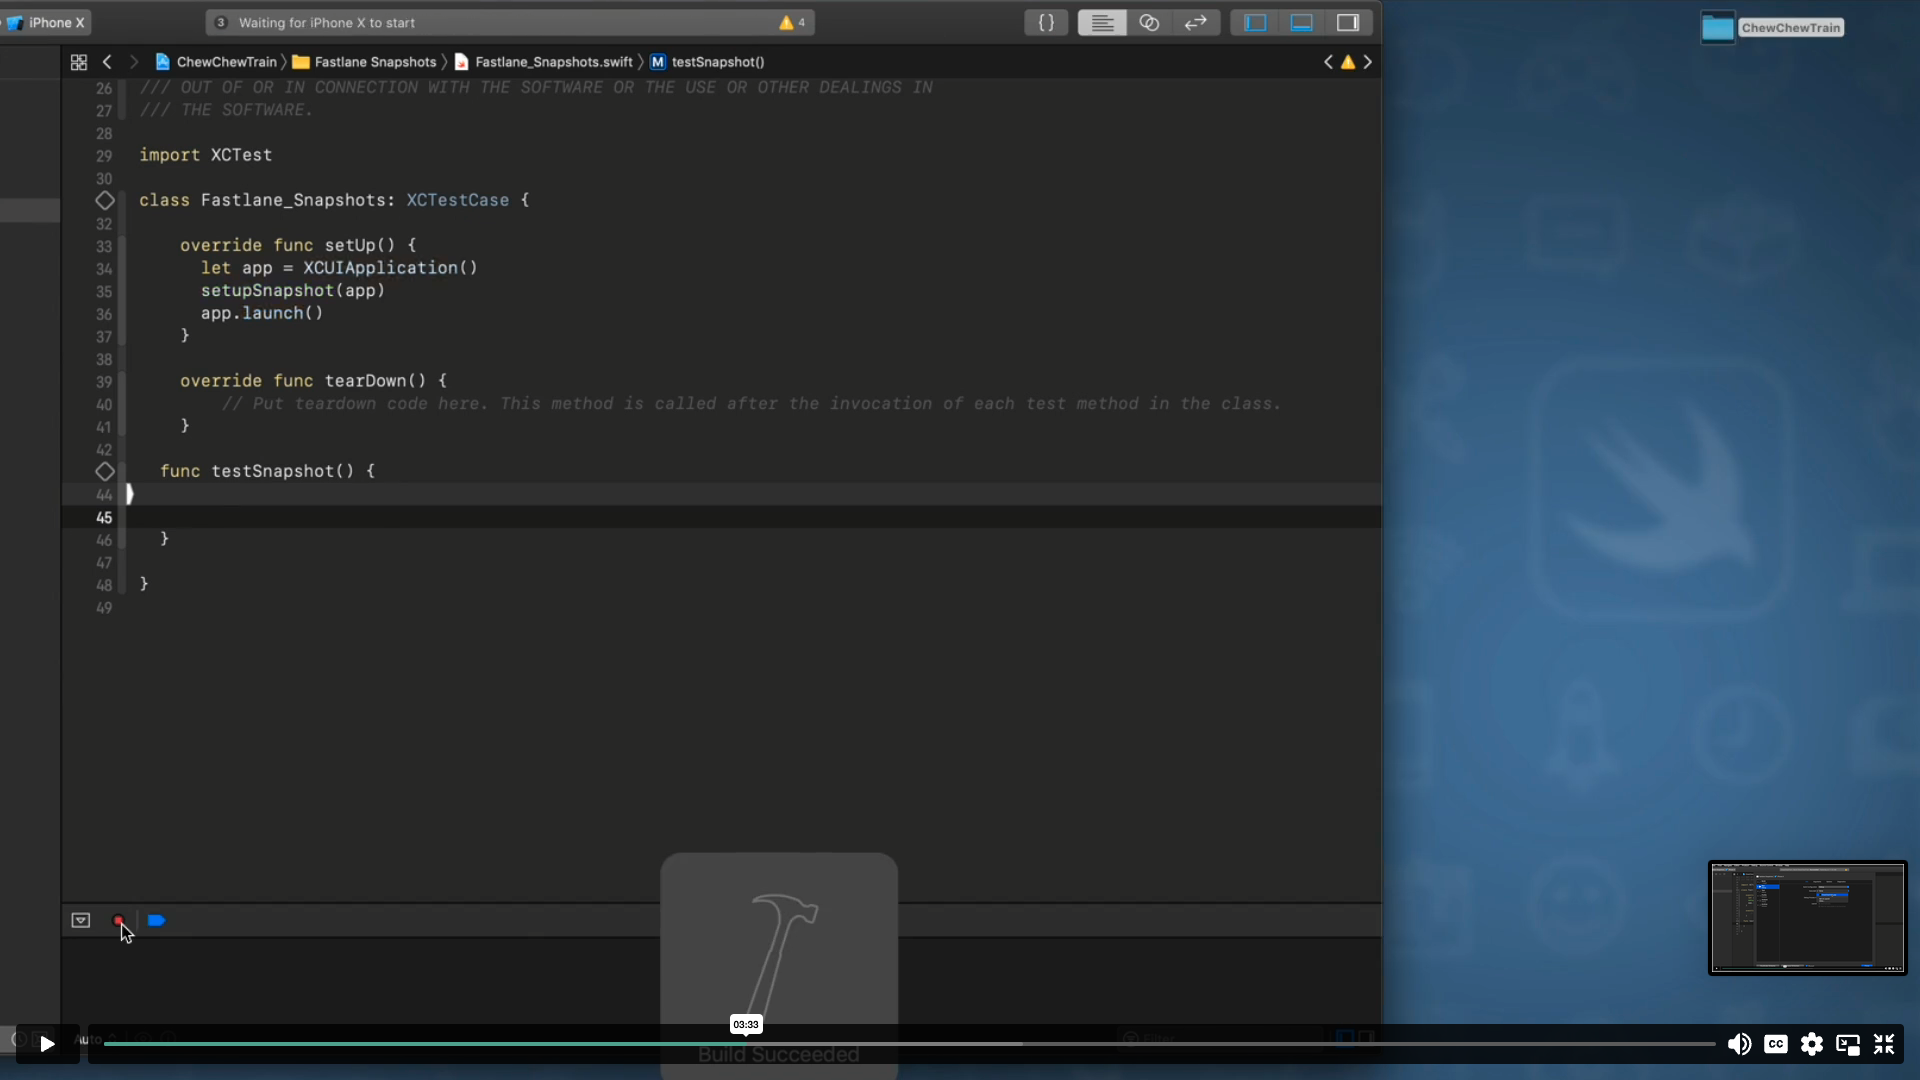 iPhone X
3 Waiting for iPhone X to start
4
{}
ChewChewTrain
ChewChewTrain
Fastlane Snapshots
Fastlane_Snapshots.swift
M testSnapshot()
26 /// OUT OF OR IN CONNECTION WITH THE SOFTWARE OR THE USE OR OTHER DEALINGS IN
27 /// THE SOFTWARE.
28
29 import XCTest
30
class Fastlane_Snapshots: XCTestCase {
32
33 override func setUp() {
34 let app = XCUIApplication()
35 setupSnapshot(app)
36 app.launch()
37 }
38
39 override func tearDown() {
40 // Put teardown code here. This method is called after the invocation of each test method in the class.
41 }
42
func testSnapshot() {
44
45
46 }
47
48 }
49
03:33
Auto
Filter
Build Succeeded
CC